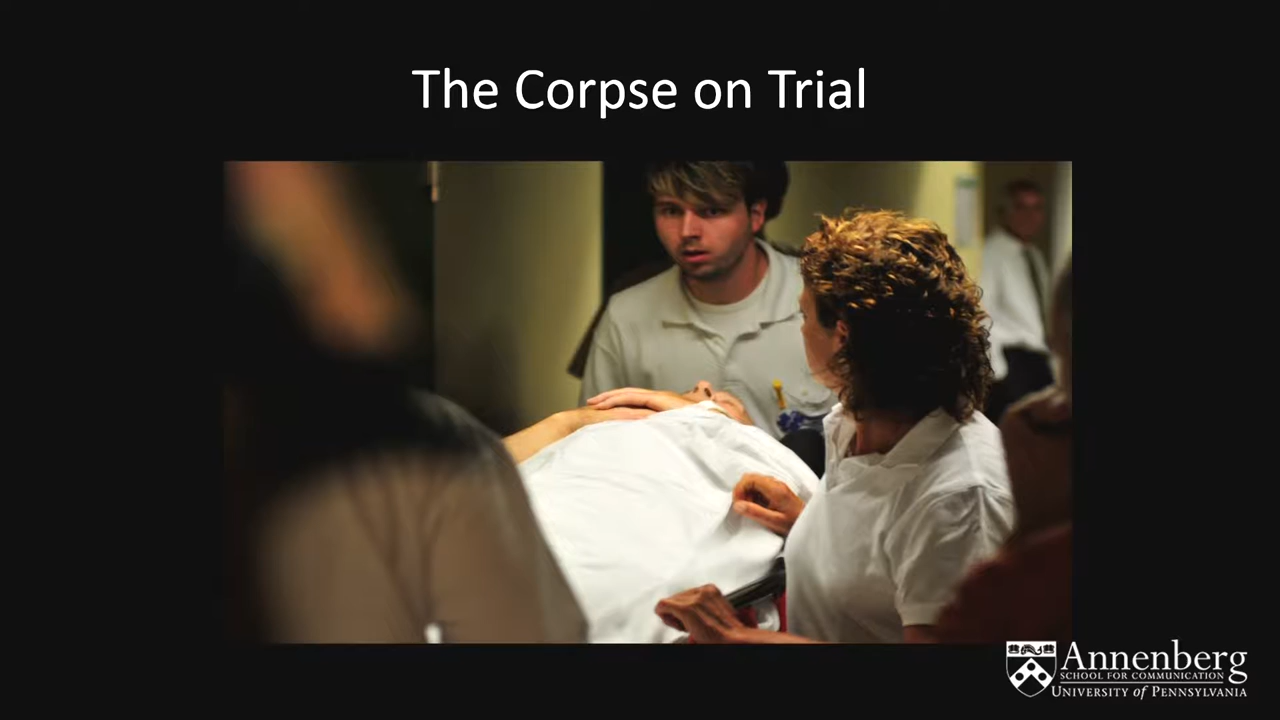 The Corpse on Trial
Annenberg
SCHOOL FOR COMMUNICATION
UNIVERSITY of PENNSYLVANIA